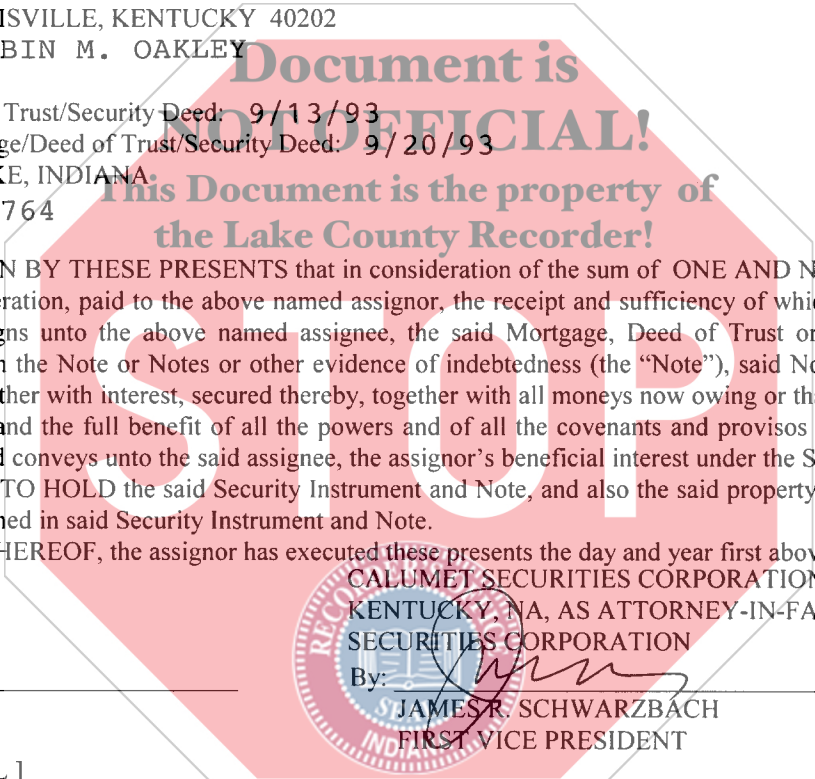 ISVILLE, KENTUCKY 40202
BIN M. OAKLEY
Document is
Trust/Security Deed: 9/13/93
NOT OFFICIAL!
ge/Deed of Trust/Security Deed: 9/20/93
KE, INDIANA
This Document is the property of
764
the Lake County Recorder!
N BY THESE PRESENTS that in consideration of the sum of ONE AND N
eration, paid to the above named assignor, the receipt and sufficiency of whi
gns unto the above named assignee, the said Mortgage, Deed of Trust or
the Note or Notes or other evidence of indebtedness (the “Note”), said No
ther with interest, secured thereby, together with all moneys now owing or th
and the full benefit of all the powers and of all the covenants and provisos
conveys unto the said assignee, the assignor's beneficial interest under the S
TO HOLD the said Security Instrument and Note, and also the said property
ned in said Security Instrument and Note.
HEREOF, the assignor has executed these presents the day and year first abov
STOP
CALUMET SECURITIES CORPORATION
KENTUCKY, NA, AS ATTORNEY-IN-FA
SECURITIES CORPORATION
By:
JAMES R. SCHWARZBACH
FIRST VICE PRESIDENT
SEAL
INDIANA
L]